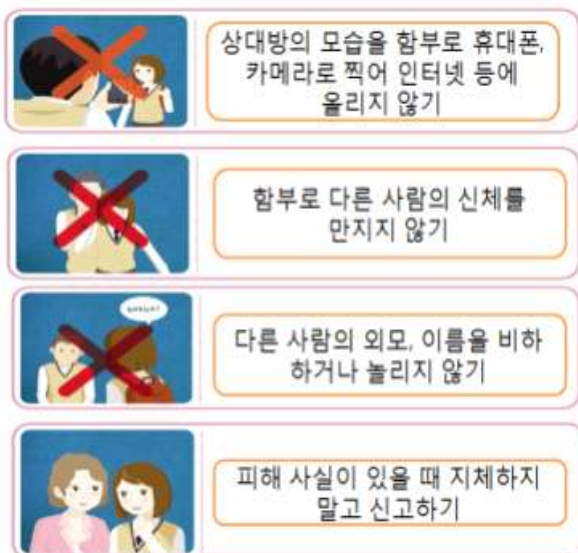 상대방의 모습을 함부로 휴대폰,
카메라로 찍어 인터넷 등에
올리지 않기
함부로 다른 사람의 신체를
만지지 않기
다른 사람의 외모, 이름을 비하
하거나 놀리지 않기
피해 사실이 있을 때 지체하지
말고 신고하기